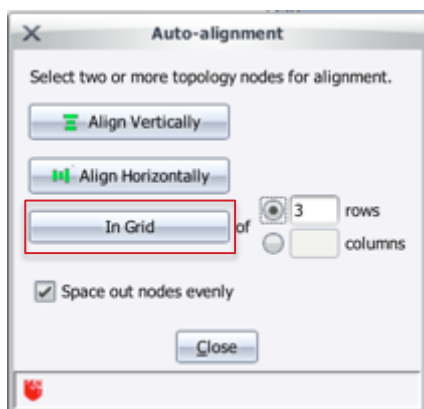 Auto-alignment
Select two or more topology nodes for alignment.
Align Vertically
Align Horizontally
In Grid of 3 rows
columns
Space out nodes evenly
Close